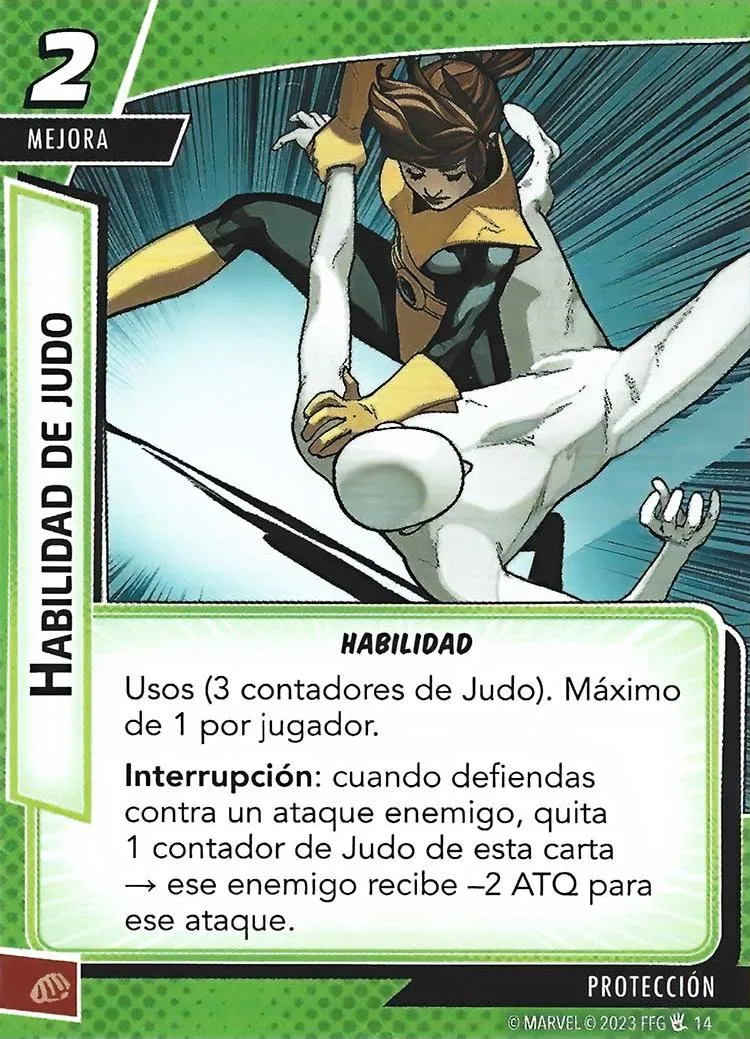 2
MEJORA
HABILIDAD DE JUDO
HABILIDAD
Usos (3 contadores de Judo). Máximo
de 1 por jugador.
Interrupción: cuando defiendas
contra un ataque enemigo, quita
1 contador de Judo de esta carta
→ ese enemigo recibe –2 ATQ para
ese ataque.
PROTECCIÓN
© MARVEL © 2023 FFG 14